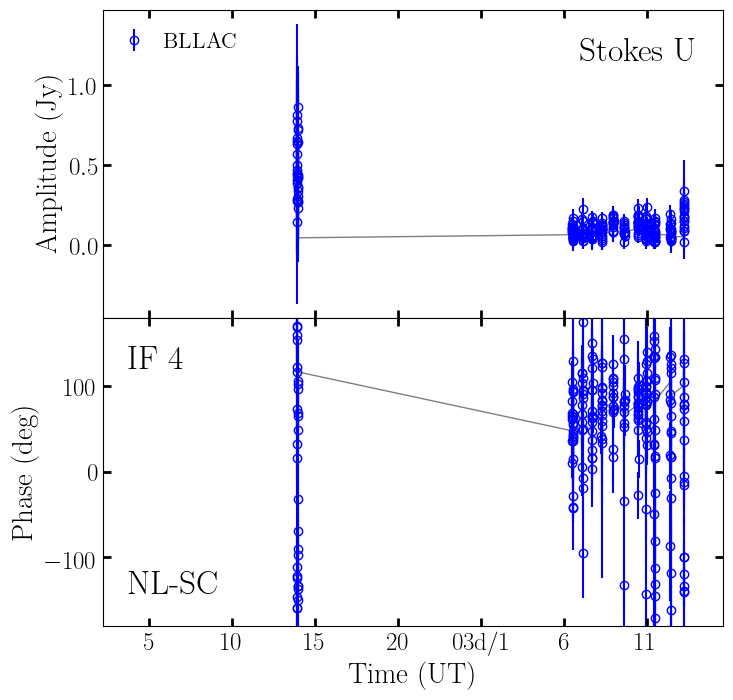 BLLAC
Stokes U
1.0
0.5
0.0
Amplitude (Jy)
IF 4
100
0
−100
Phase (deg)
NL-SC
5 10 15 20 03d/1 6 11
Time (UT)